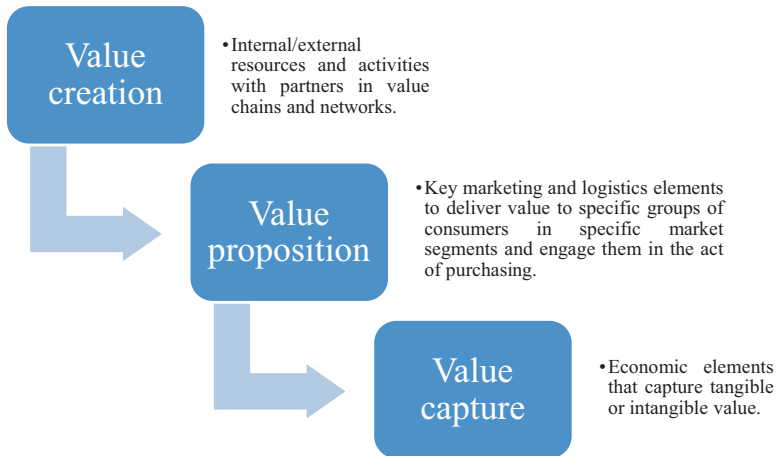 Value
creation
•Internal/external
resources and activities
with partners in value
chains and networks.
Value
proposition
•Key marketing and logistics elements
to deliver value to specific groups of
consumers in specific market
segments and engage them in the act
of purchasing.
Value
capture
•Economic elements
that capture tangible
or intangible value.